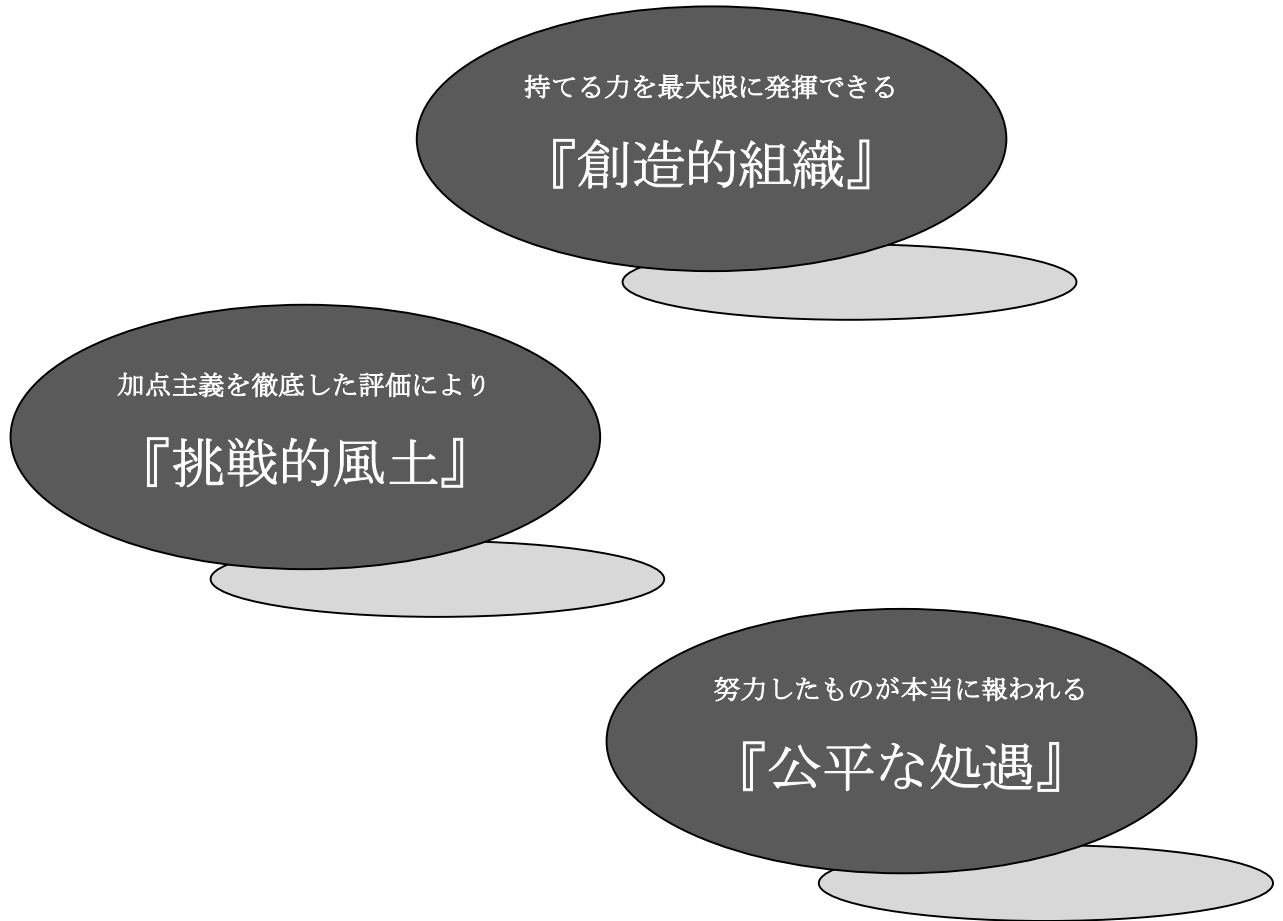 持てる力を最大限に発揮できる
『創造的組織』
加点主義を徹底した評価により
『挑戦的風土』
努力したものが本当に報われる
『公平な処遇』